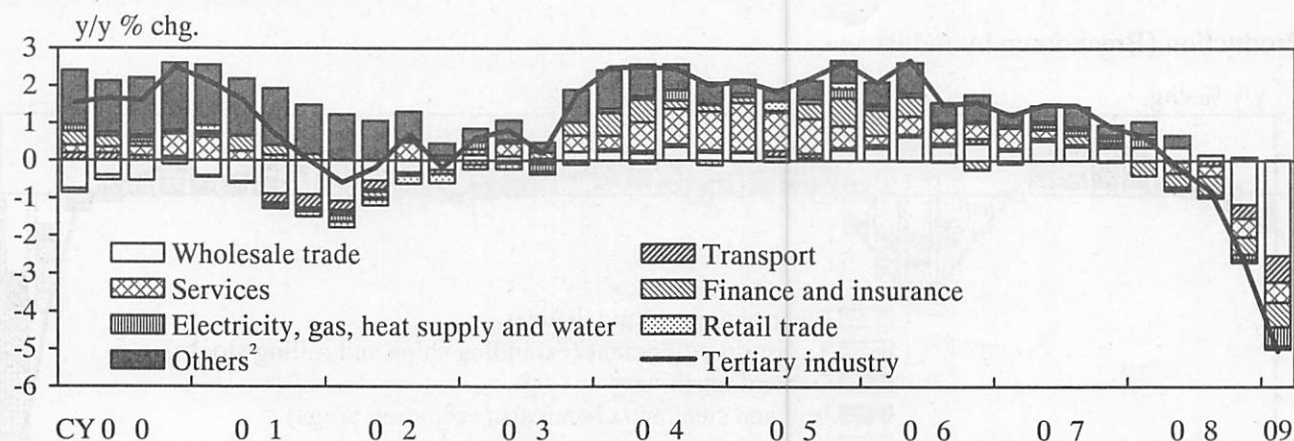 y/y % chg.
3
2
1
0
-1
-2
-3
-4
-5
-6
Wholesale trade
Services
Electricity, gas, heat supply and water
Others²
Transport
Finance and insurance
Retail trade
Tertiary industry
CY 0 0 0 1 0 2 0 3 0 4 0 5 0 6 0 7 0 8 09